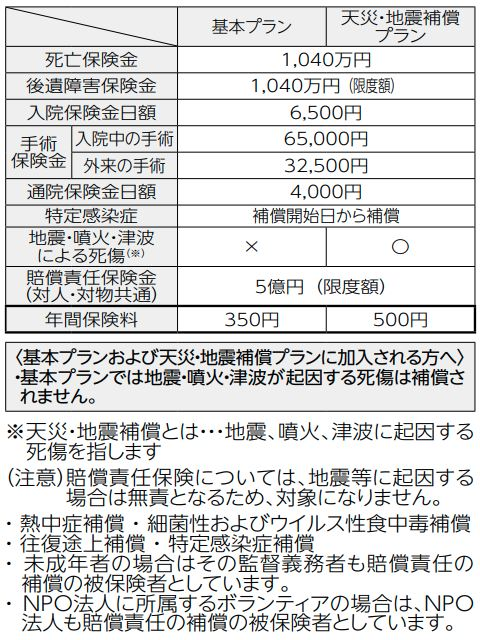 基本プラン 天災・地震補償プラン
死亡保険金 1,040万円
後遺障害保険金 1,040万円(限度額)
入院保険金日額 6,500円
手術保険金 入院中の手術 65,000円
外来の手術 32,500円
通院保険金日額 4,000円
特定感染症 補償開始日から補償
地震・噴火・津波による死傷(※) × ○
賠償責任保険金(対人・対物共通) 5億円(限度額)
年間保険料 350円 500円
〈基本プランおよび天災・地震補償プランに加入される方へ〉
・基本プランでは地震・噴火・津波が起因する死傷は補償さ
れません。
※天災・地震補償とは・・・地震、噴火、津波に起因する
死傷を指します
(注意)賠償責任保険については、地震等に起因する
場合は無責となるため、対象になりません。
・熱中症補償・細菌性およびウイルス性食中毒補償
・往復途上補償・特定感染症補償
・未成年者の場合はその監督義務者も賠償責任の
補償の被保険者としています。
・NPO法人に所属するボランティアの場合は、NPO
法人も賠償責任の補償の被保険者としています。